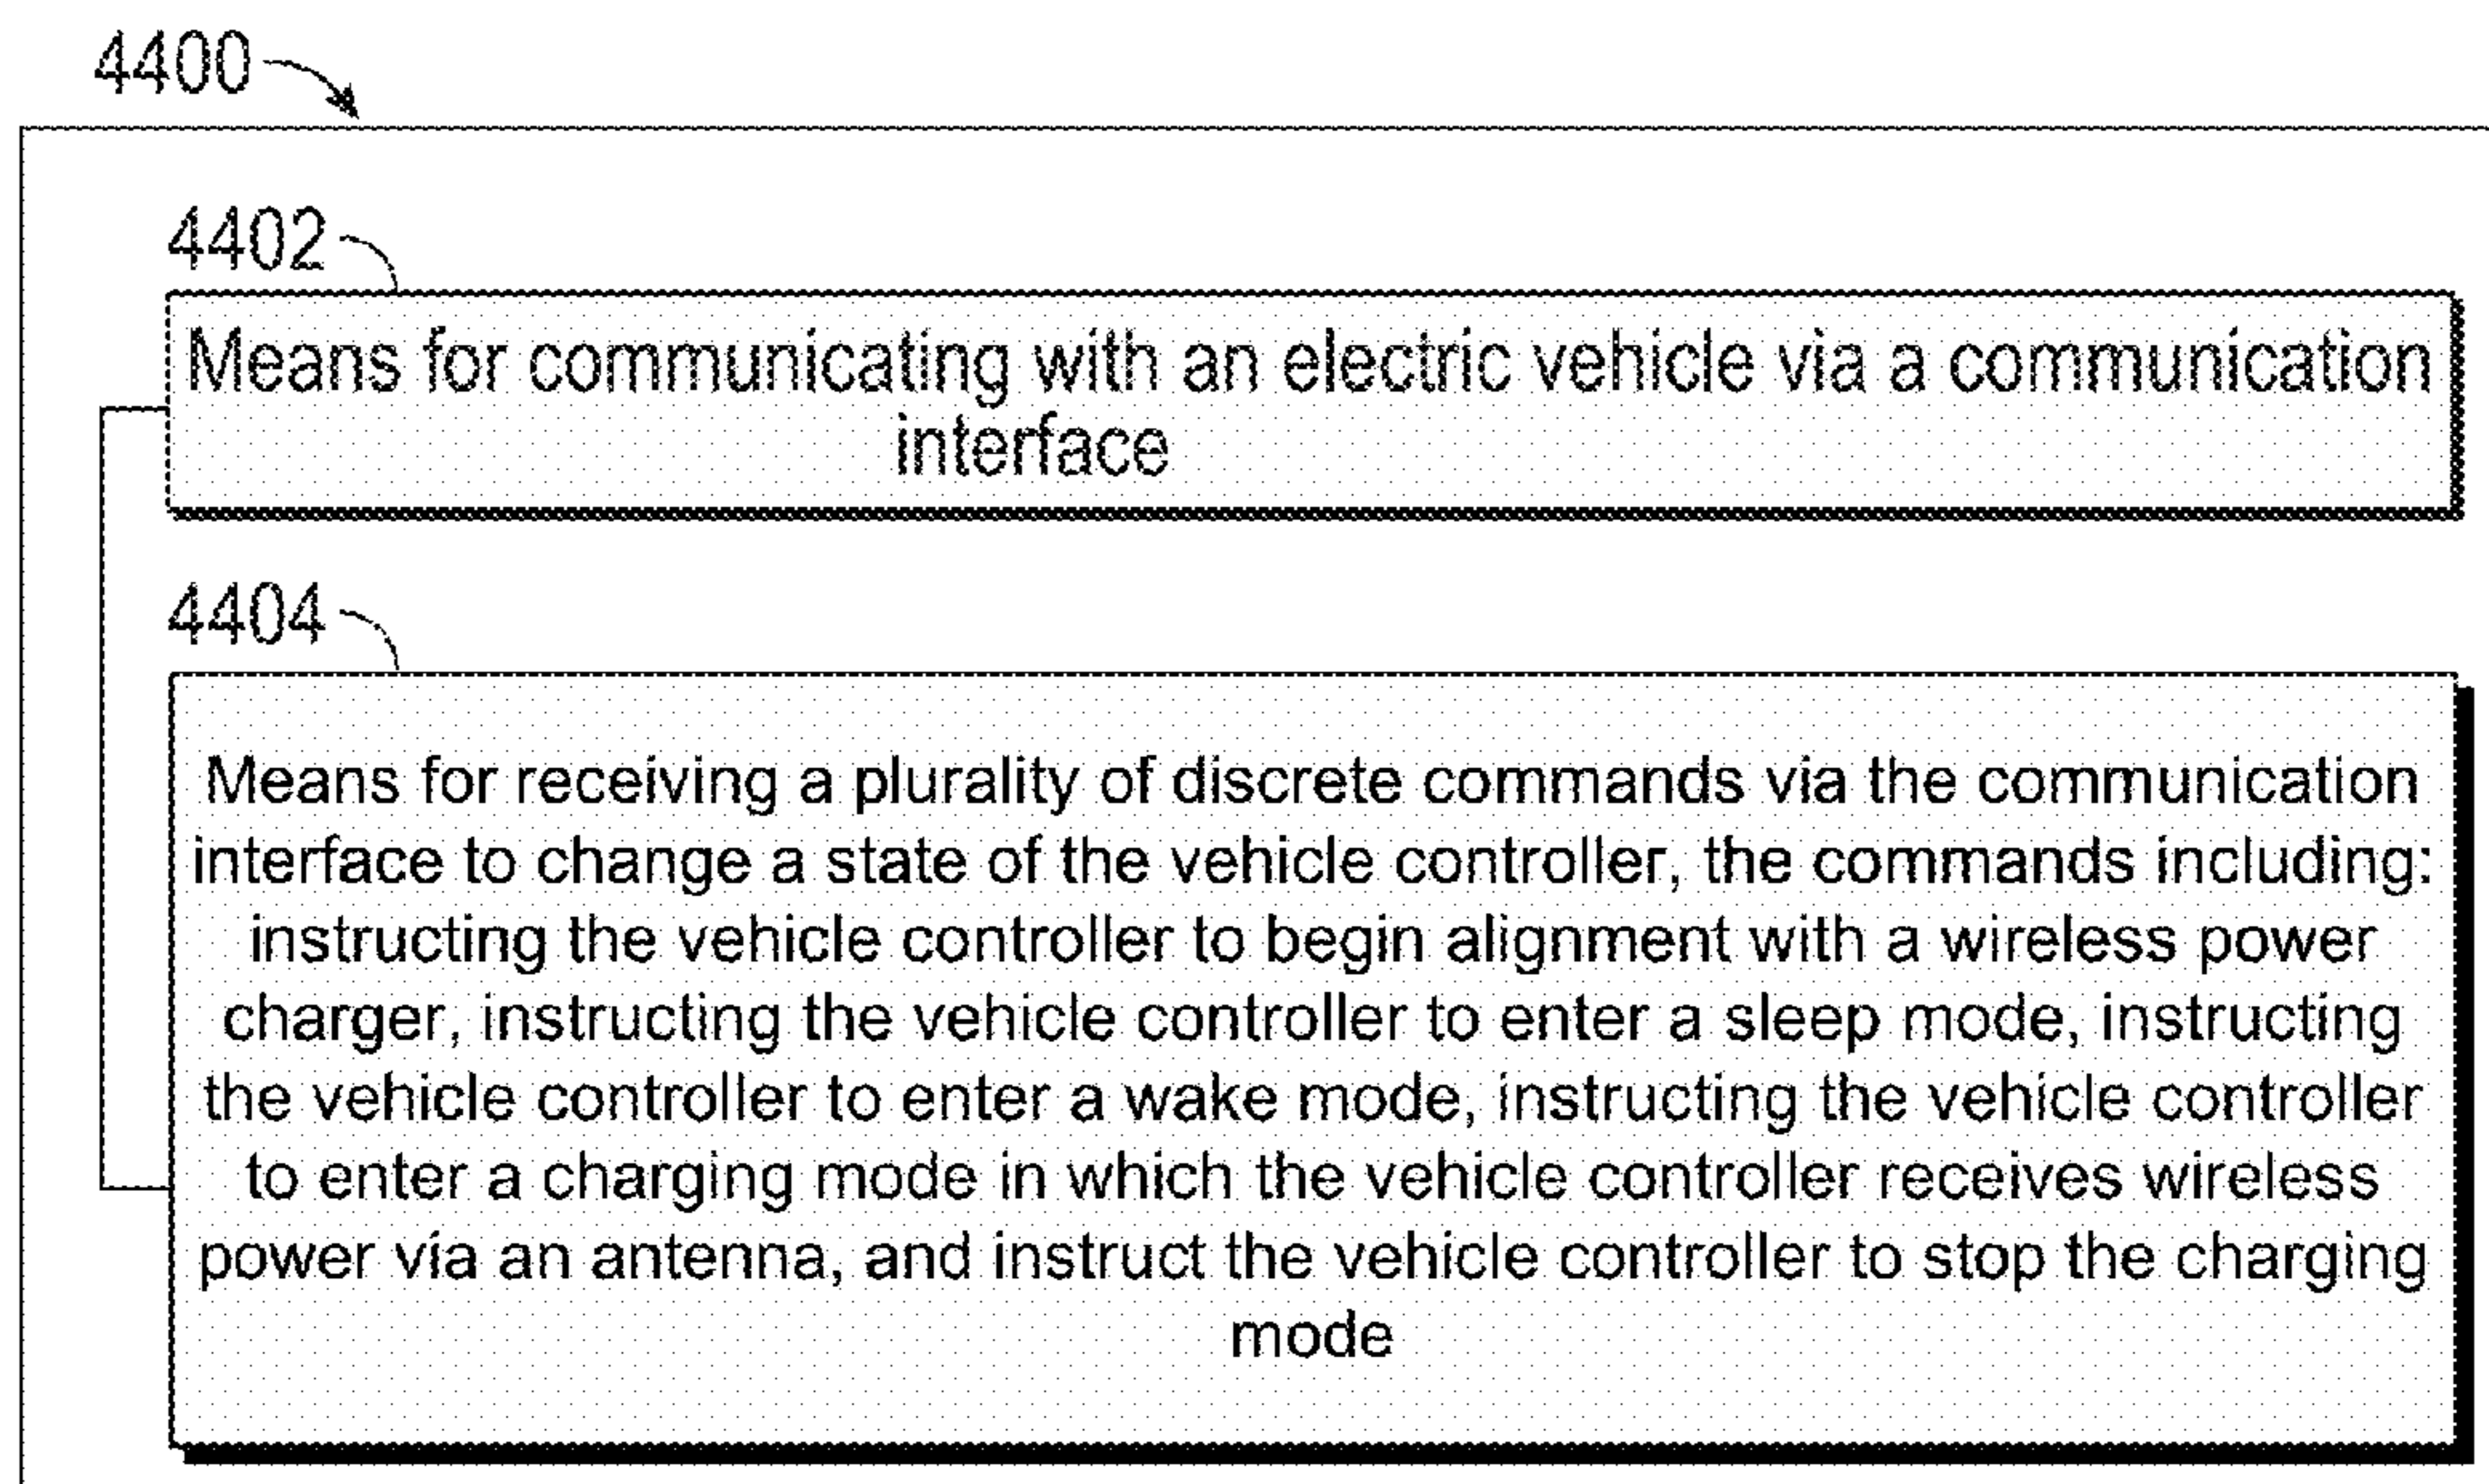 4400
4402
Means for communicating with an electric vehicle via a communication
interface
4404
Means for receiving a plurality of discrete commands via the communication
interface to change a state of the vehicle controller, the commands including:
instructing the vehicle controller to begin alignment with a wireless power
charger, instructing the vehicle controller to enter a sleep mode, instructing
the vehicle controller to enter a wake mode, instructing the vehicle controller
to enter a charging mode in which the vehicle controller receives wireless
power via an antenna, and instruct the vehicle controller to stop the charging
mode